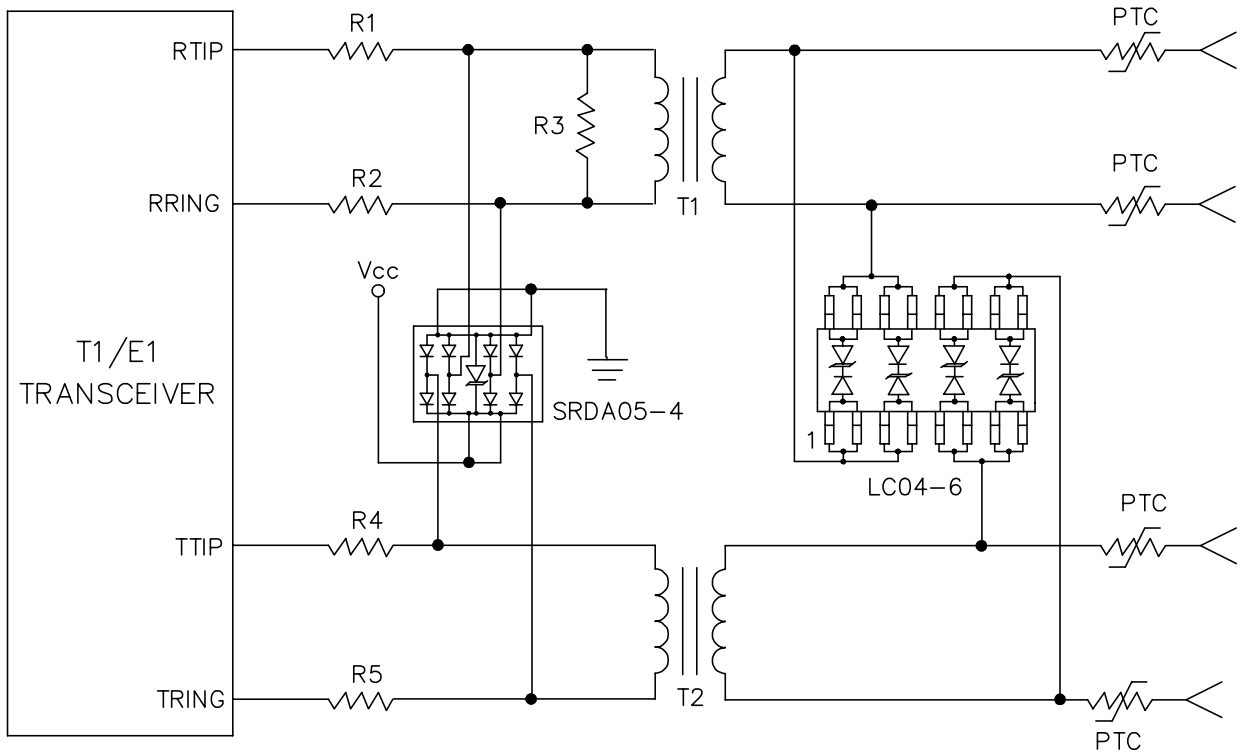 PTC
R1
RTIP
R3
PTC
R2
RRING
T1
Vcc
T1/E1
TRANSCEIVER
SRDA05-4
1
LC04-6
PTC
R4
TTIP
R5
TRING
T2
PTC